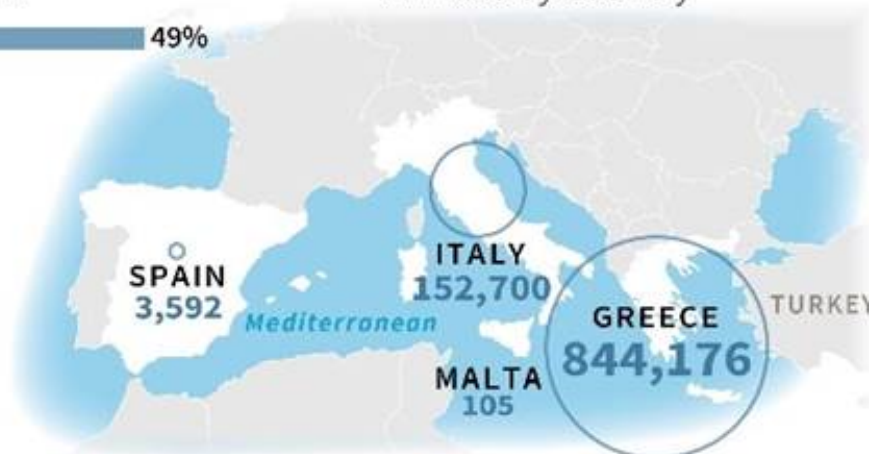 49%
SPAIN
3,592
Mediterranean
ITALY
152,700
MALTA
105
GREECE
844,176
TURKEY